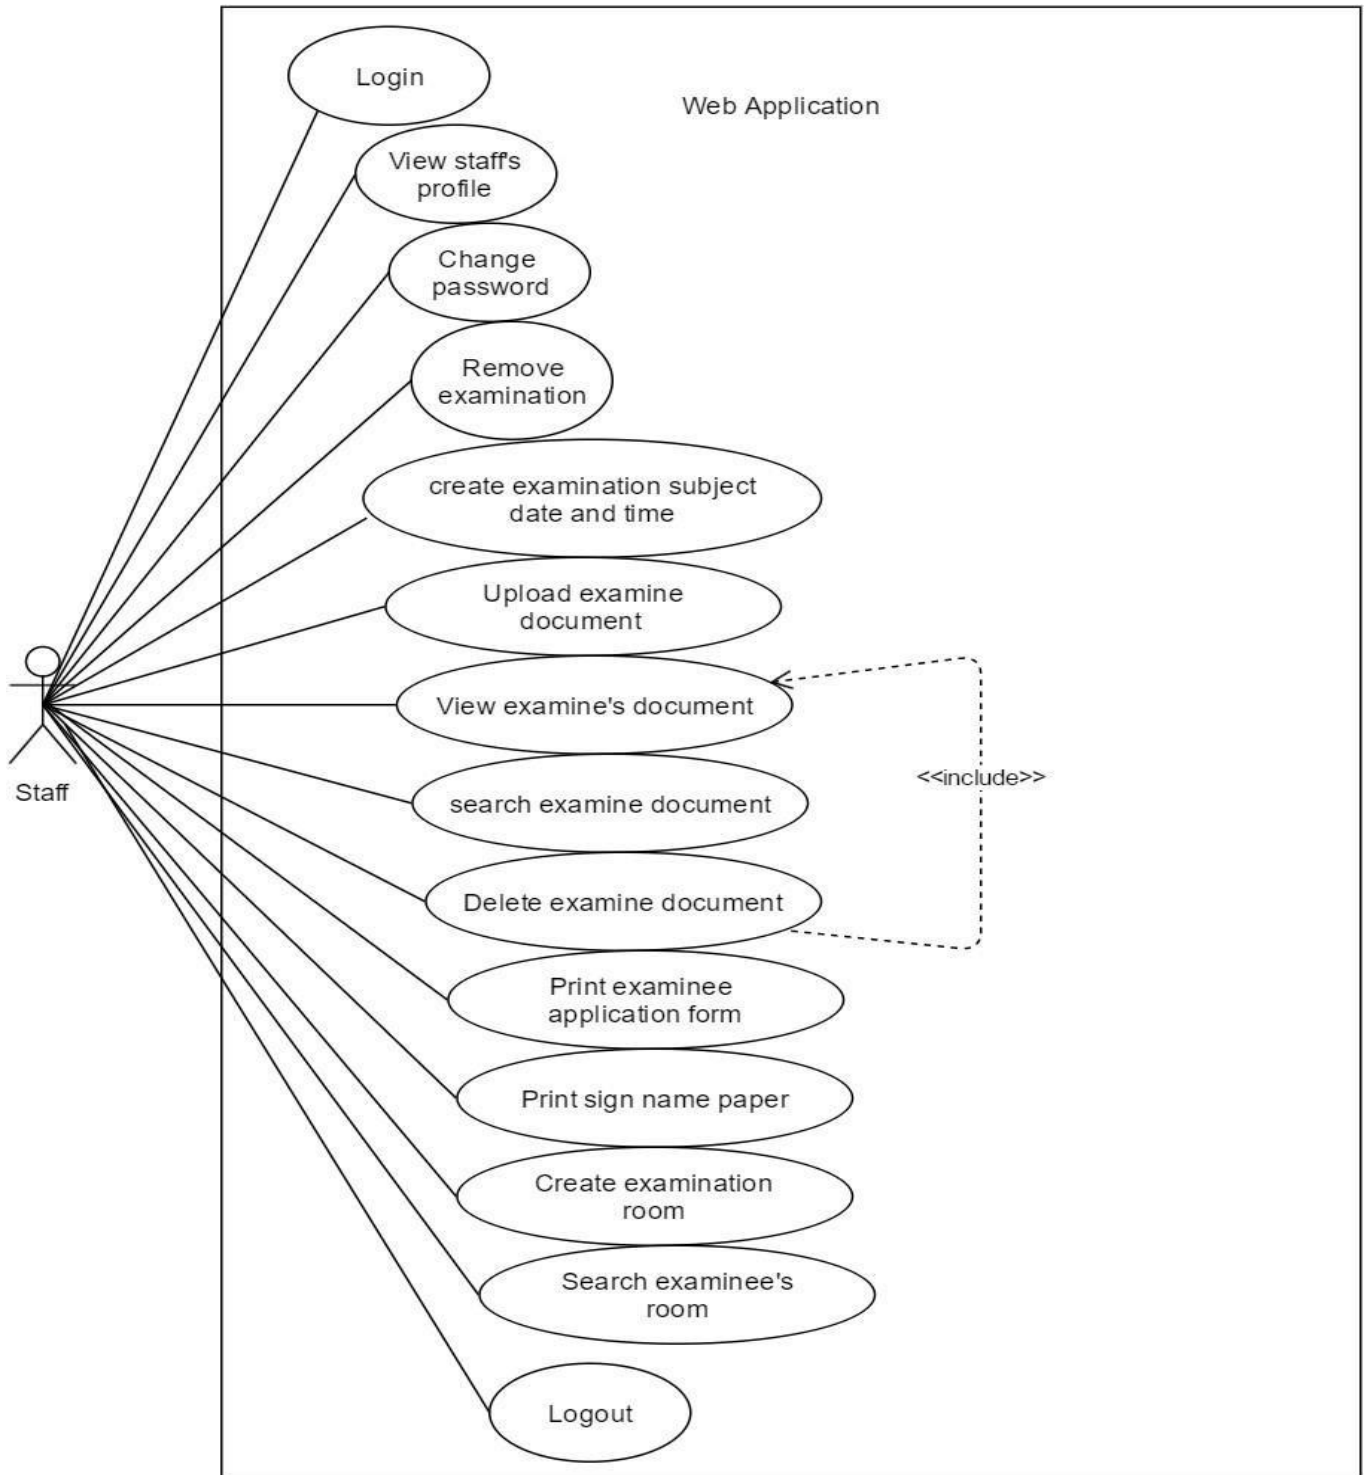 Login
Web Application
View staff's
profile
Change
password
Remove
examination
create examination subject
date and time
Upload examine
document
View examine's document
<<include>>
search examine document
Staff
Delete examine document
Print examinee
application form
Print sign name paper
Create examination
room
Search examinee's
room
Logout